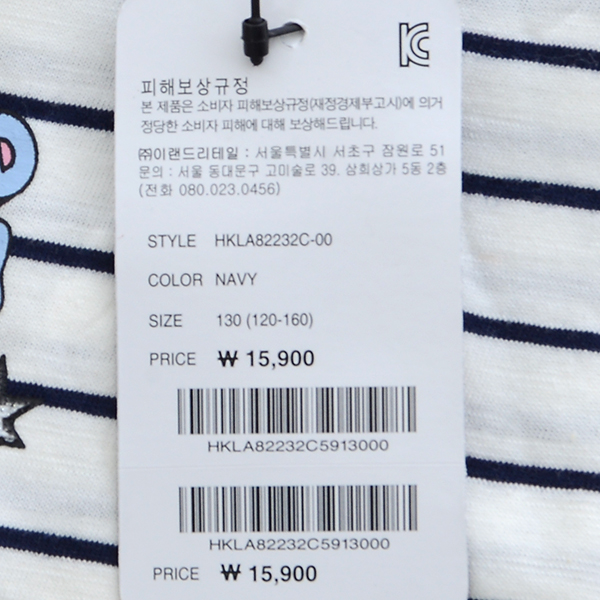 피해보상규정
본 제품은 소비자 피해보상규정(재정경제부고시)에 의거
정당한 소비자 피해에 대해 보상해드립니다.
㈜이랜드리테일 : 서울특별시 서초구 잠원로 51
문의 : 서울 동대문구 고미술로 39. 삼희상가 5동 2층
(전화 080.023.0456)
STYLE HKLA82232C-00
COLOR NAVY
SIZE 130 (120-160)
PRICE ₩ 15,900
HKLA82232C5913000
HKLA82232C5913000
PRICE ₩ 15,900